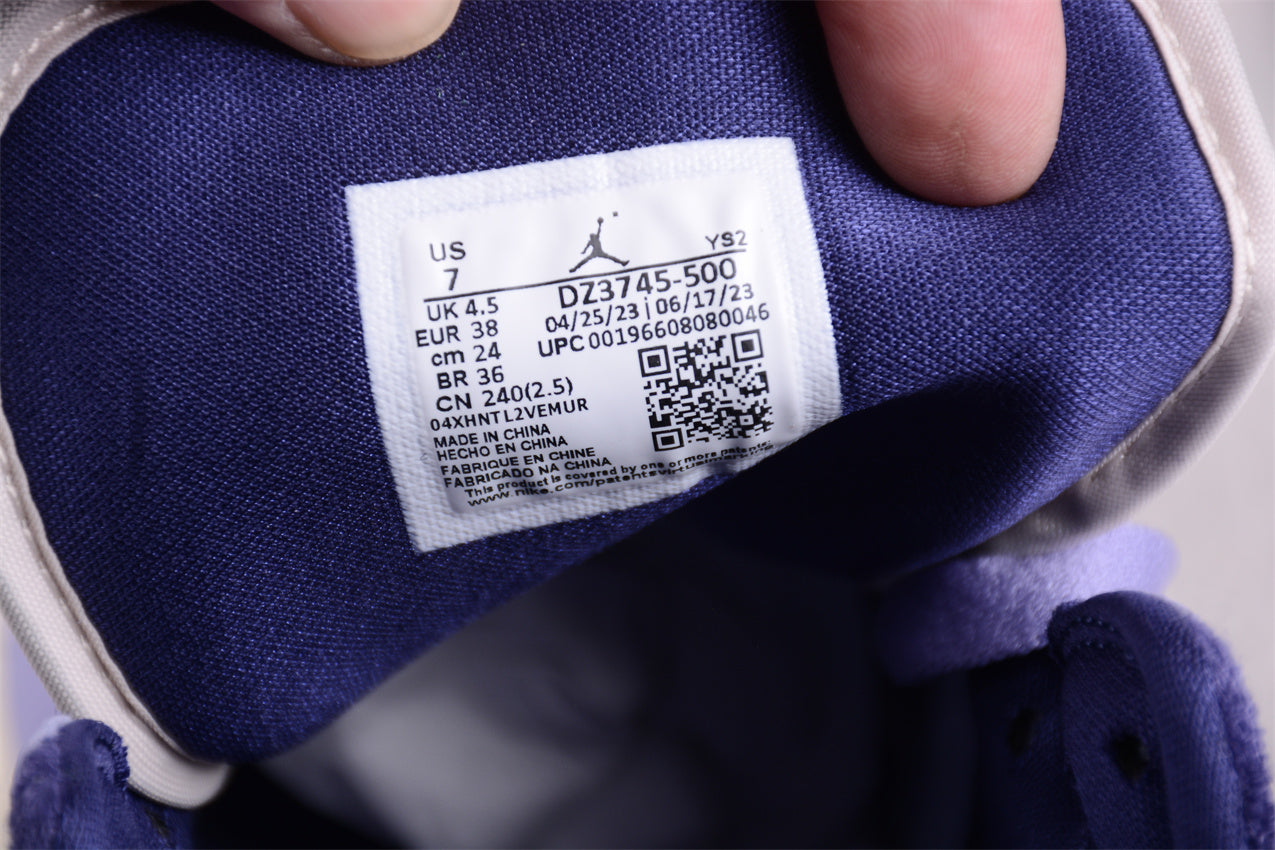 US
7
YS2
UK 4.5
EUR 38
cm 24
BR 36
CN 240(2.5)
DZ3745-500
04/25/23 | 06/17/23
UPC 00196608080046
04XHNTL2VEMUR
MADE IN CHINA
HECHO EN CHINA
FABRIQUE EN CHINE
FABRICADO NA CHINA
This product is covered by one or more patents: